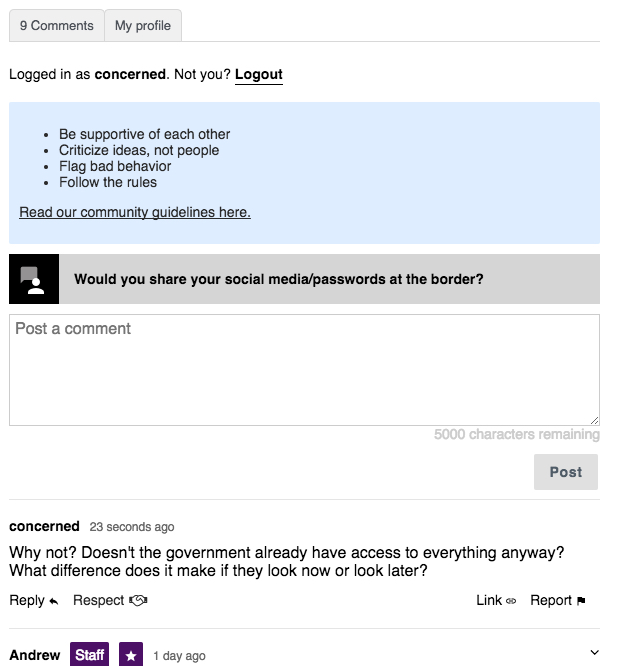 9 Comments My profile
Logged in as concerned. Not you? Logout
Be supportive of each other
Criticize ideas, not people
Flag bad behavior
Follow the rules
Read our community guidelines here.
Would you share your social media/passwords at the border?
Post a comment
5000 characters remaining
Post
concerned 23 seconds ago
Why not? Doesn't the government already have access to everything anyway?
What difference does it make if they look now or look later?
Reply Respect Link Report
Andrew Staff 1 day ago